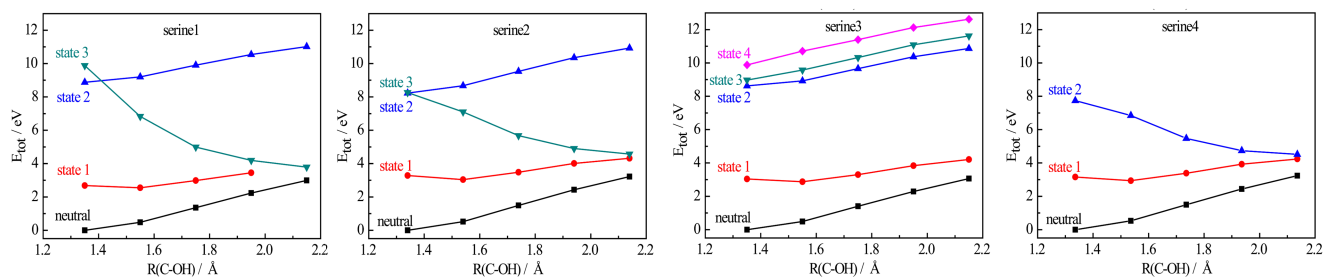 serine1
12
10
8
6
4
2
0
E_tot / eV
state 3
state 2
state 1
neutral
1.2 1.4 1.6 1.8 2.0 2.2
R(C-OH) / Å
serine2
12
10
8
6
4
2
0
E_tot / eV
state 3
state 2
state 1
neutral
1.2 1.4 1.6 1.8 2.0 2.2
R(C-OH) / Å
serine3
12
10
8
6
4
2
0
E_tot / eV
state 4
state 3
state 2
state 1
neutral
1.2 1.4 1.6 1.8 2.0 2.2
R(C-OH) / Å
serine4
12
10
8
6
4
2
0
E_tot / eV
state 2
state 1
neutral
1.2 1.4 1.6 1.8 2.0 2.2
R(C-OH) / Å